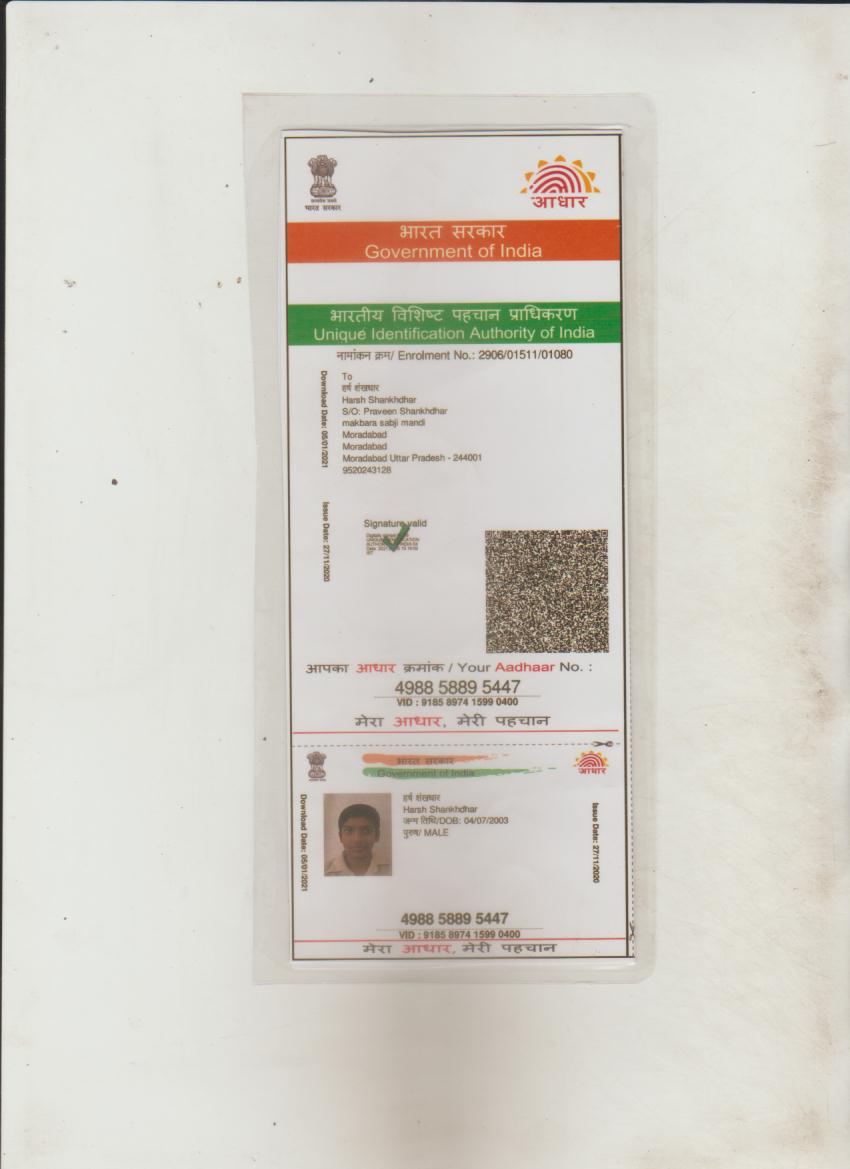 सत्यमेव जयते
भारत सरकार
आधार
भारत सरकार
Government of India
भारतीय विशिष्ट पहचान प्राधिकरण
Unique Identification Authority of India
नामांकन क्रम/ Enrolment No.: 2906/01511/01080
Download Date: 05/01/2021
To
हर्ष शंखधार
Harsh Shankhdhar
S/O: Praveen Shankhdhar
makbara sabji mandi
Moradabad
Moradabad
Moradabad Uttar Pradesh - 244001
9520243128
Issue Date: 27/11/2020
Signature valid
आपका आधार क्रमांक / Your Aadhaar No. :
4988 5889 5447
VID : 9185 8974 1599 0400
मेरा आधार, मेरी पहचान
भारत सरकार
Government of India
आधार
Download Date: 05/01/2021
हर्ष शंखधार
Harsh Shankhdhar
जन्म तिथि/DOB: 04/07/2003
पुरुष/ MALE
Issue Date: 27/11/2020
4988 5889 5447
VID : 9185 8974 1599 0400
मेरा आधार, मेरी पहचान